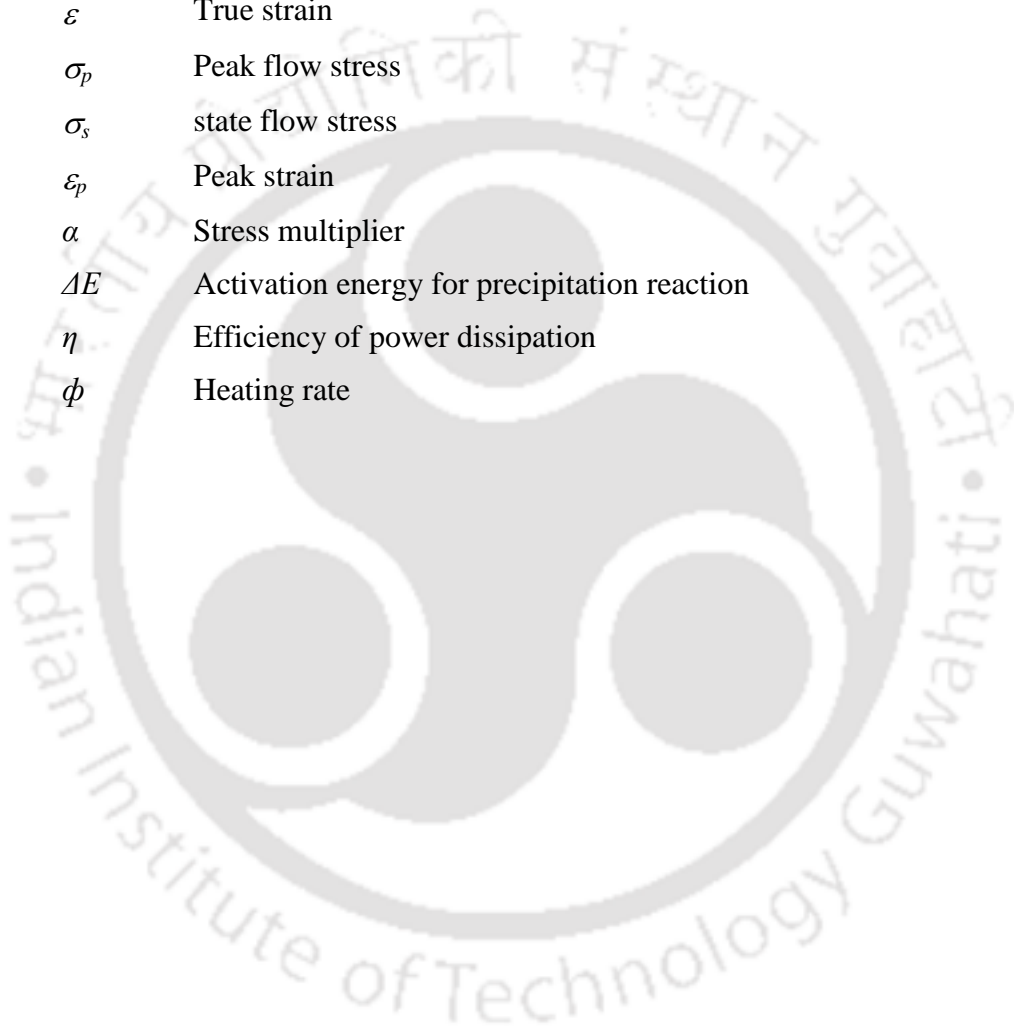 ε True strain
σp Peak flow stress
σs state flow stress
εp Peak strain
α Stress multiplier
ΔE Activation energy for precipitation reaction
η Efficiency of power dissipation
ф Heating rate
भारतीय प्रौद्योगिकी संस्थान गुवाहाटी
Indian Institute of Technology Guwahati